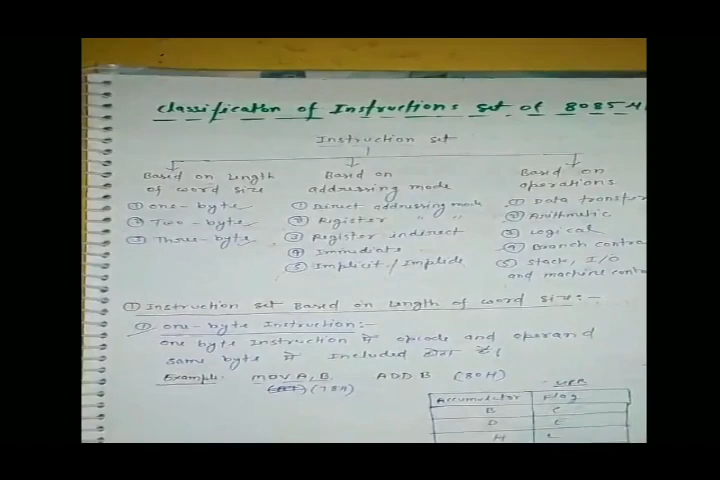 Classification of Instructions set of 8085 M
Instruction set
Based on Length of word size
① one-byte
② Two-byte
③ Three-byte
Based on addressing mode
① Direct addressing mode
② Register " "
③ Register indirect
④ Immediate
⑤ Implicit/Implide
Based on operations
① Data transfer
② Arithmetic
③ Logical
④ Branch contro
⑤ Stack, I/O and machine contr
① Instruction set Based on Length of word size:-
① one-byte Instruction:-
one byte Instruction में opcode and operand
same byte में Included होता है।
Example: MOV A, B ADD B (80H)
(78H)
Accumulator Flag
B C
D E
H L